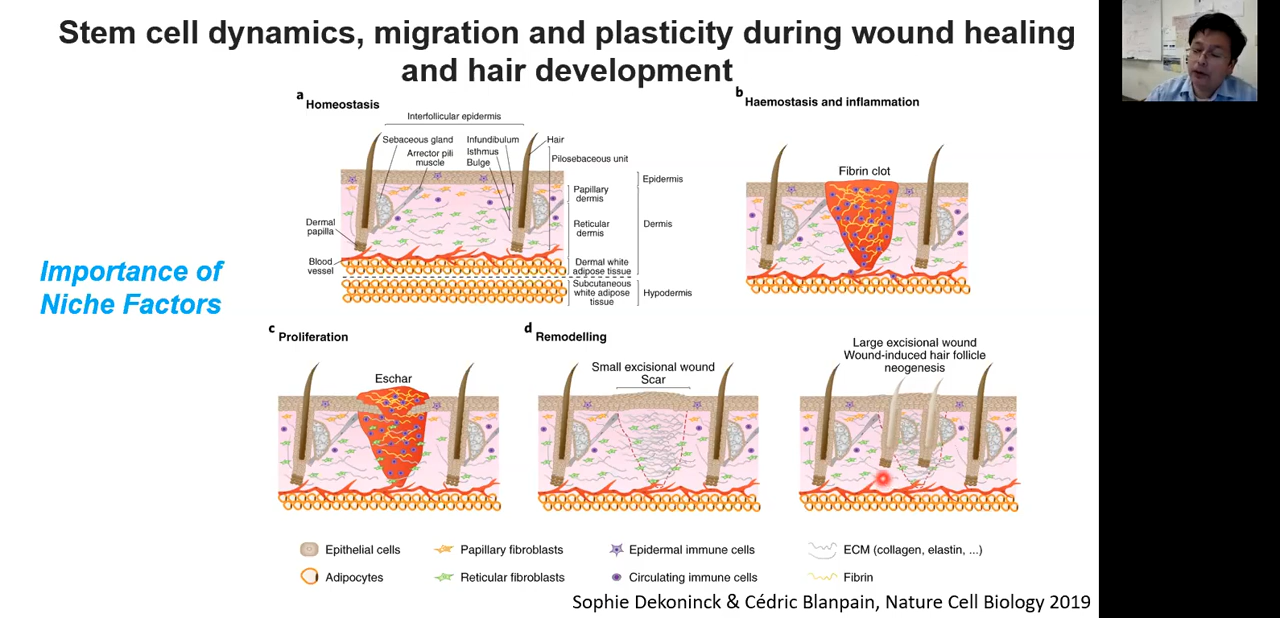 Stem cell dynamics, migration and plasticity during wound healing
and hair development
Importance of
Niche Factors
a Homeostasis
Interfollicular epidermis
Sebaceous gland
Arrector pili
muscle
Infundibulum
Isthmus
Bulge
Hair
Pilosebaceous unit
Papillary
dermis
Reticular
dermis
Dermal white
adipose tissue
Subcutaneous
white adipose
tissue
Epidermis
Dermis
Hypodermis
Dermal
papilla
Blood
vessel
b Haemostasis and inflammation
Fibrin clot
c Proliferation
Eschar
d Remodelling
Small excisional wound
Scar
Large excisional wound
Wound-induced hair follicle
neogenesis
Epithelial cells
Papillary fibroblasts
Epidermal immune cells
ECM (collagen, elastin, ...)
Adipocytes
Reticular fibroblasts
Circulating immune cells
Fibrin
Sophie Dekoninck & Cédric Blanpain, Nature Cell Biology 2019